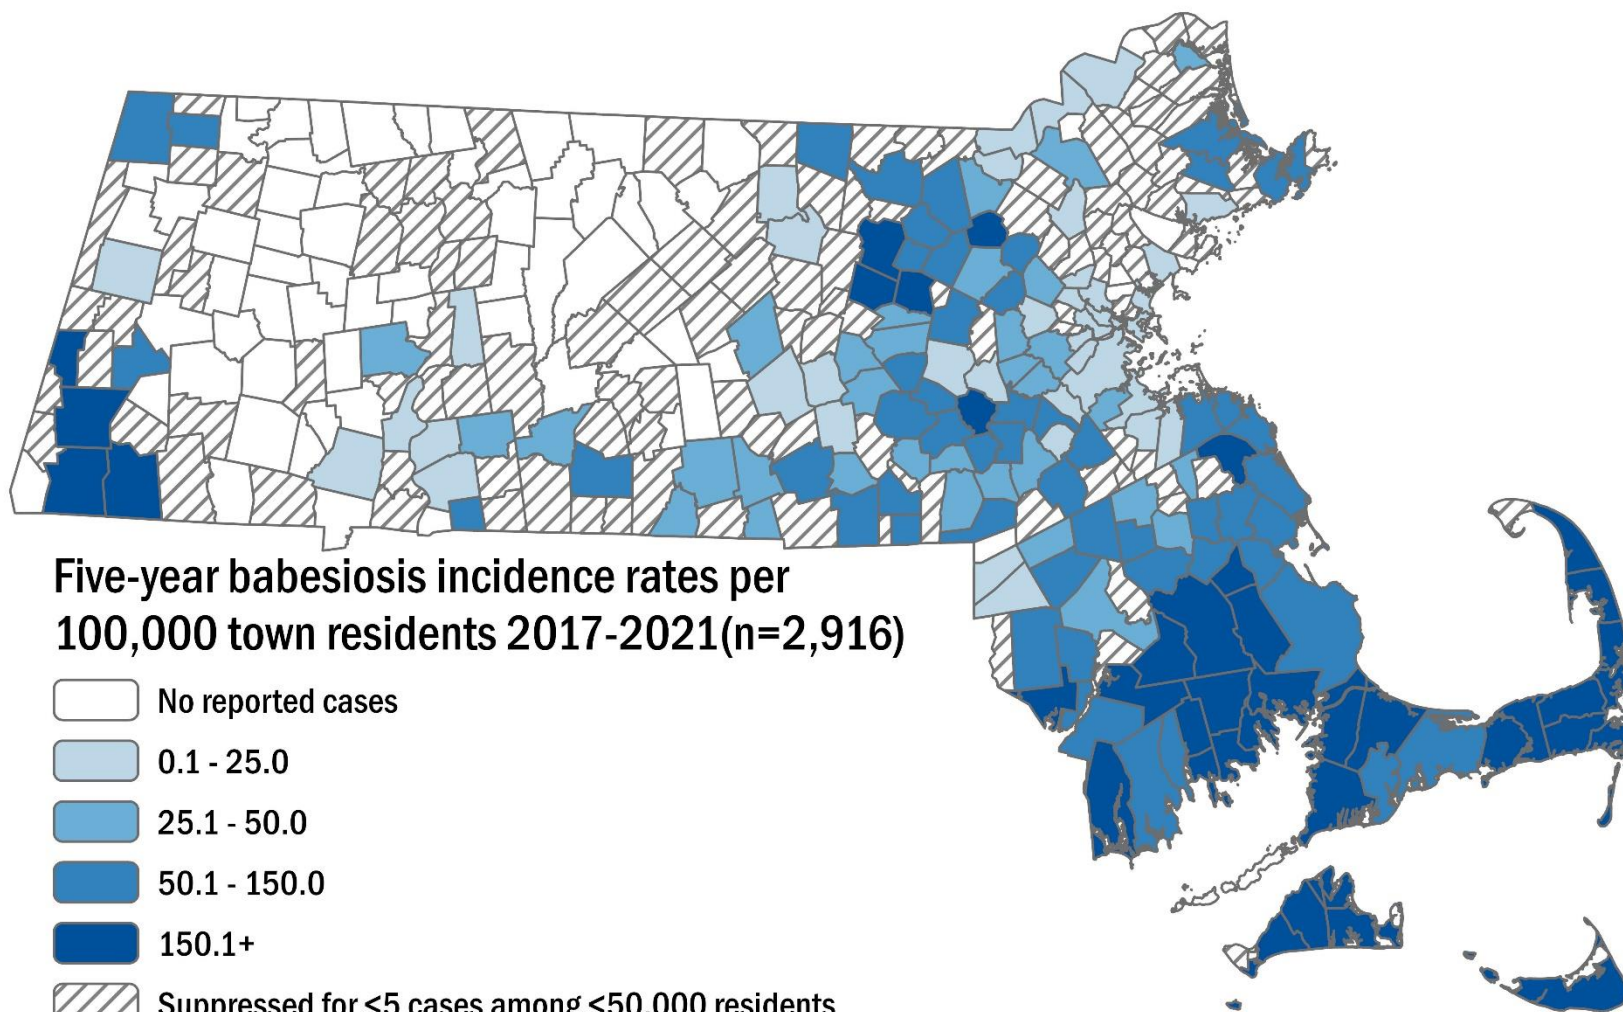 Five-year babesiosis incidence rates per
100,000 town residents 2017-2021(n=2,916)
No reported cases
0.1 - 25.0
25.1 - 50.0
50.1 - 150.0
150.1+
Suppressed for <5 cases among <50,000 residents